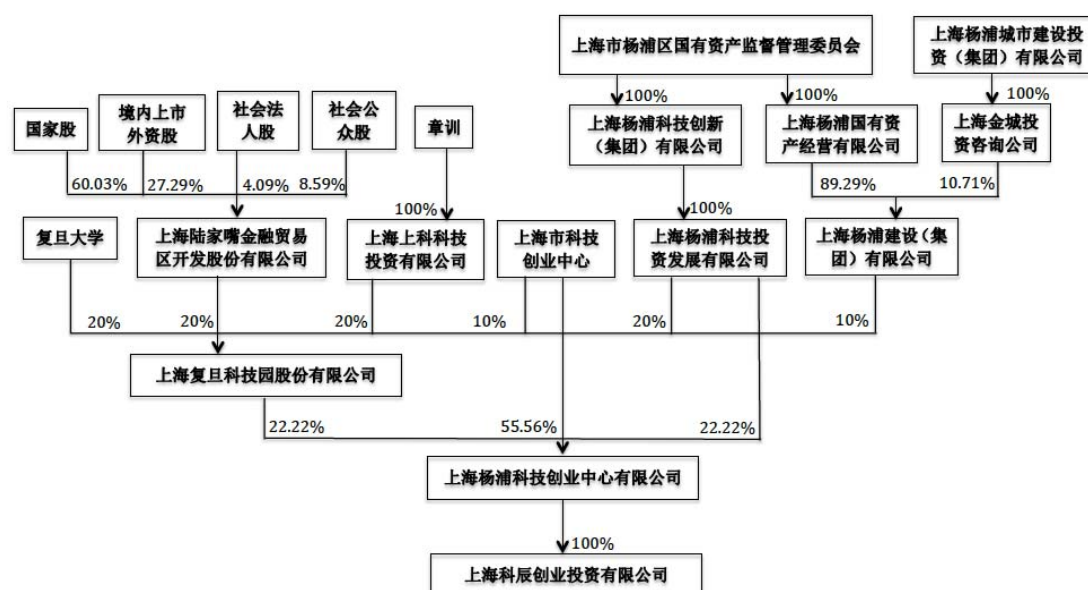 上海市杨浦区国有资产监督管理委员会
上海杨浦城市建设投
资（集团）有限公司
100%
100%
100%
国家股
境内上市
外资股
社会法
人股
社会公
众股
章训
上海杨浦科技创新
（集团）有限公司
上海杨浦国有资
产经营有限公司
上海金城投
资咨询公司
60.03%
27.29%
4.09%
8.59%
100%
100%
89.29%
10.71%
复旦大学
上海陆家嘴金融贸易
区开发股份有限公司
上海上科科技
投资有限公司
上海市科技
创业中心
上海杨浦科技投
资发展有限公司
上海杨浦建设（集
团）有限公司
20%
20%
20%
10%
20%
10%
上海复旦科技园股份有限公司
22.22%
55.56%
22.22%
上海杨浦科技创业中心有限公司
100%
上海科辰创业投资有限公司